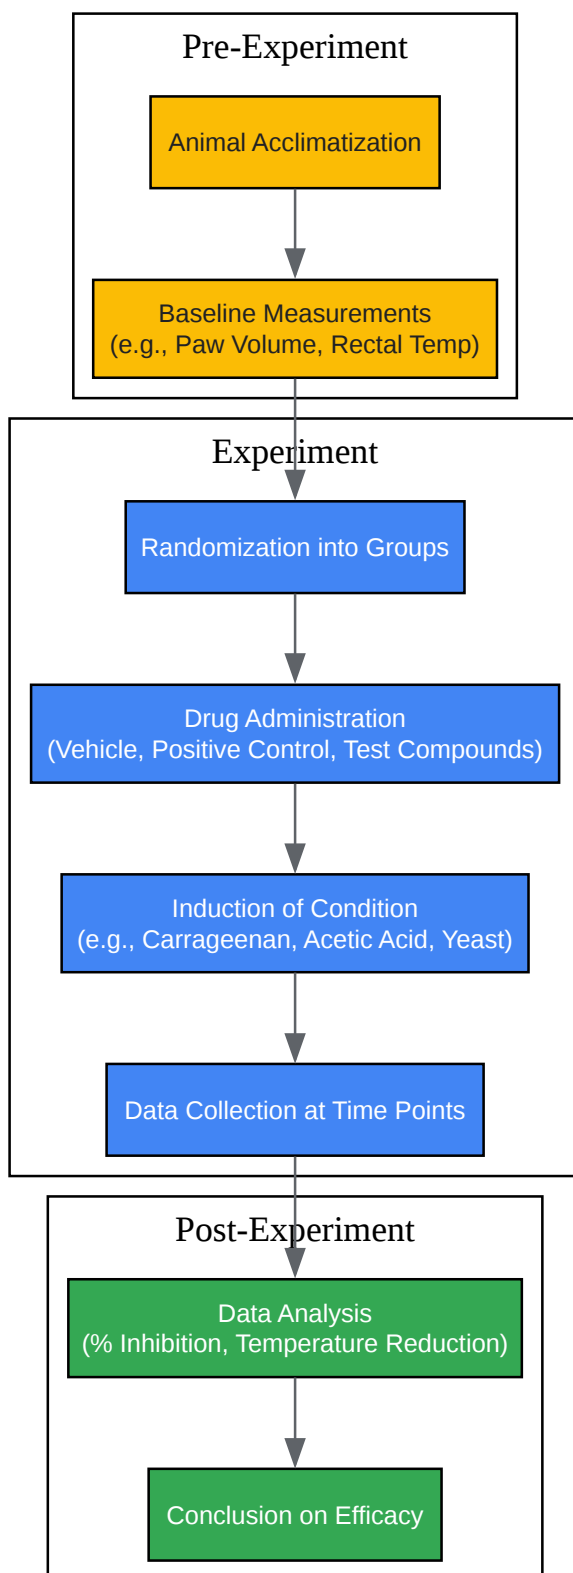 Pre-Experiment
Animal Acclimatization
Baseline Measurements
(e.g., Paw Volume, Rectal Temp)
Experiment
Randomization into Groups
Drug Administration
(Vehicle, Positive Control, Test Compounds)
Induction of Condition
(e.g., Carrageenan, Acetic Acid, Yeast)
Data Collection at Time Points
Post-Experiment
Data Analysis
(% Inhibition, Temperature Reduction)
Conclusion on Efficacy